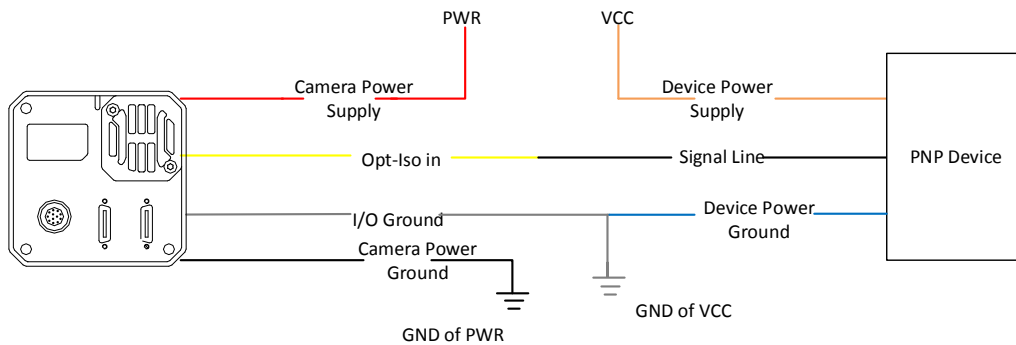 PWR
VCC
Camera Power
Supply
Device Power
Supply
Opt-Iso in
Signal Line
PNP Device
I/O Ground
Device Power
Ground
Camera Power
Ground
GND of PWR
GND of VCC